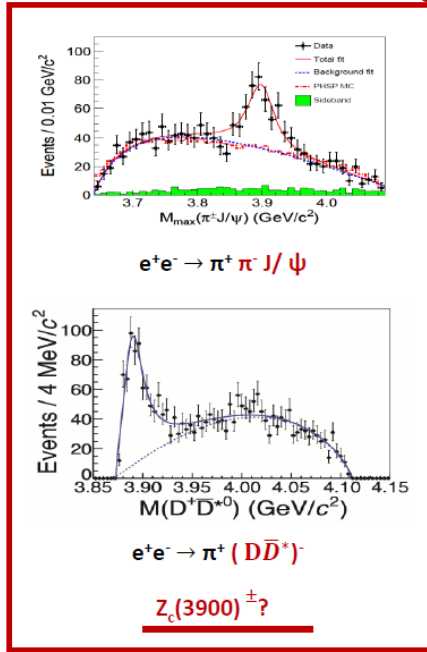 Events / 0.01 GeV/c²
100
80
60
40
20
0
Data
Total fit
Background fit
PHSP MC
Sideband
3.7 3.8 3.9 4.0
M_max(π±J/ψ) (GeV/c²)
e⁺e⁻ → π⁺ π⁻ J/ ψ
Events / 4 MeV/c²
100
80
60
40
20
0
3.85 3.90 3.95 4.00 4.05 4.10 4.15
M(D⁺D̅*⁰) (GeV/c²)
e⁺e⁻ → π⁺ ( DD̅*)⁻
Z_c(3900) ±?